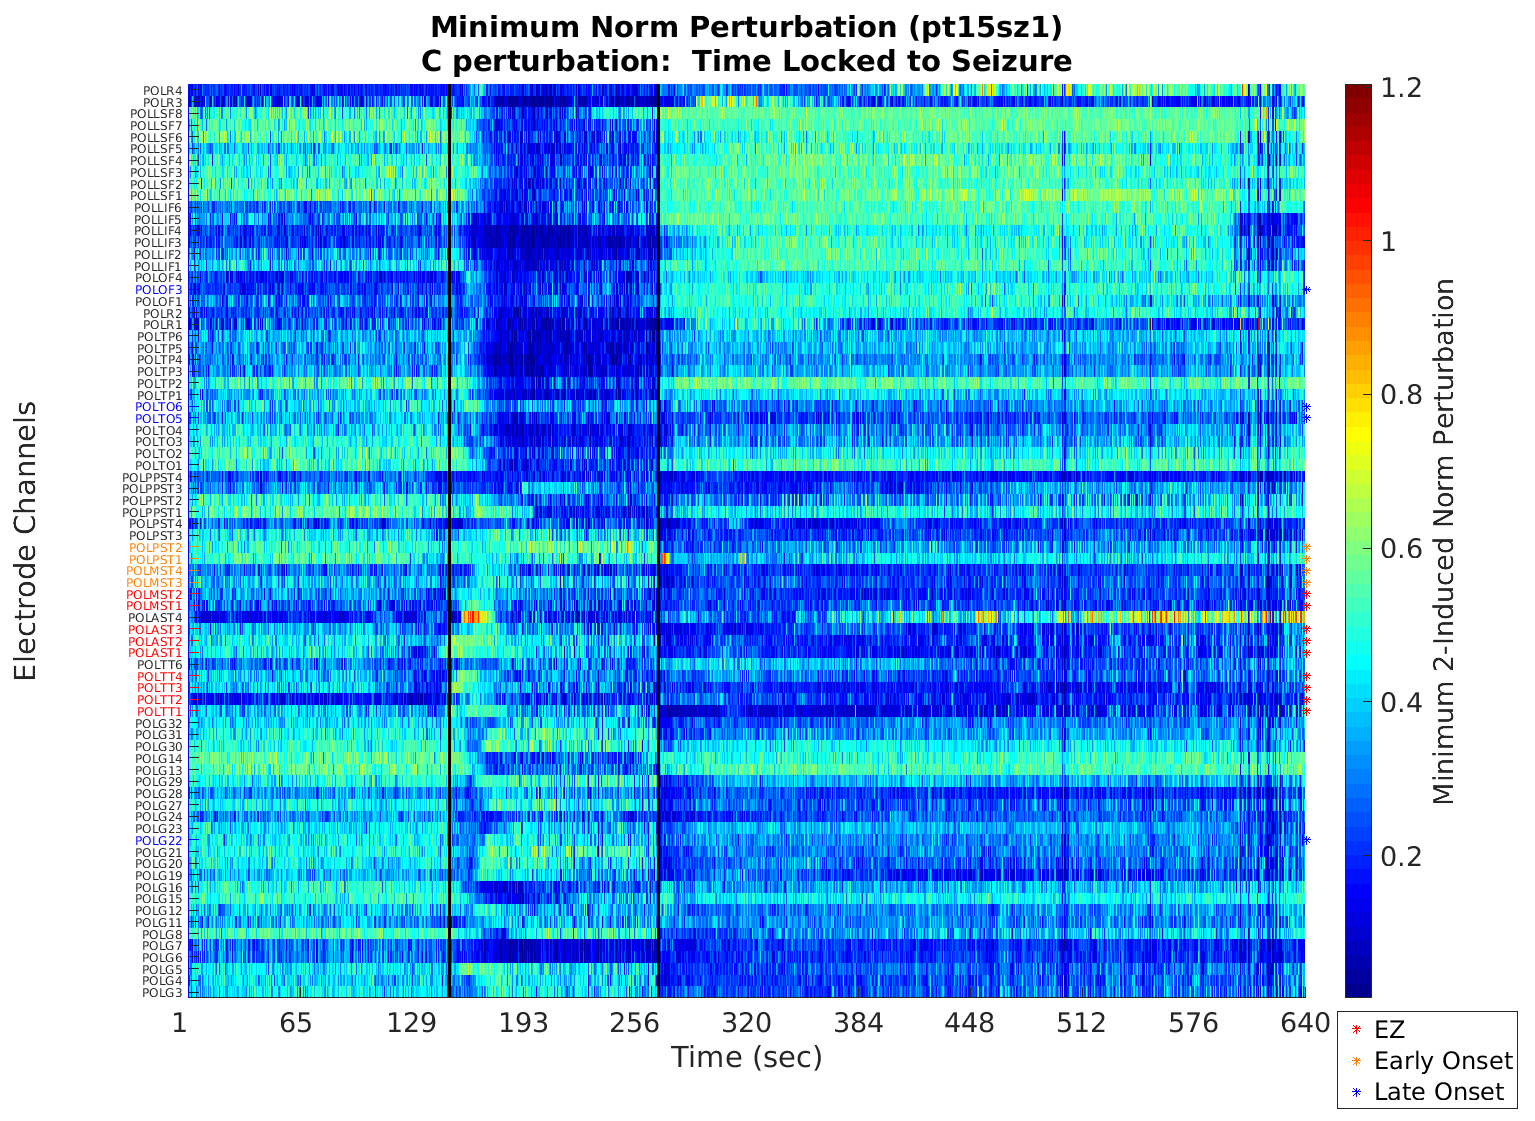 Minimum Norm Perturbation (pt15sz1)
C perturbation:  Time Locked to Seizure
Electrode Channels
POLR4
POLR3
POLLSF8
POLLSF7
POLLSF6
POLLSF5
POLLSF4
POLLSF3
POLLSF2
POLLSF1
POLLIF6
POLLIF5
POLLIF4
POLLIF3
POLLIF2
POLLIF1
POLOF4
POLOF3
POLOF1
POLR2
POLR1
POLTP6
POLTP5
POLTP4
POLTP3
POLTP2
POLTP1
POLTO6
POLTO5
POLTO4
POLTO3
POLTO2
POLTO1
POLPPST4
POLPPST3
POLPPST2
POLPPST1
POLPST4
POLPST3
POLPST2
POLPST1
POLMST4
POLMST3
POLMST2
POLMST1
POLAST4
POLAST3
POLAST2
POLAST1
POLTT6
POLTT4
POLTT3
POLTT2
POLTT1
POLG32
POLG31
POLG30
POLG14
POLG13
POLG29
POLG28
POLG27
POLG24
POLG23
POLG22
POLG21
POLG20
POLG19
POLG16
POLG15
POLG12
POLG11
POLG8
POLG7
POLG6
POLG5
POLG4
POLG3
1 65 129 193 256 320 384 448 512 576 640
Time (sec)
1.2
1
0.8
0.6
0.4
0.2
Minimum 2-Induced Norm Perturbation
EZ
Early Onset
Late Onset